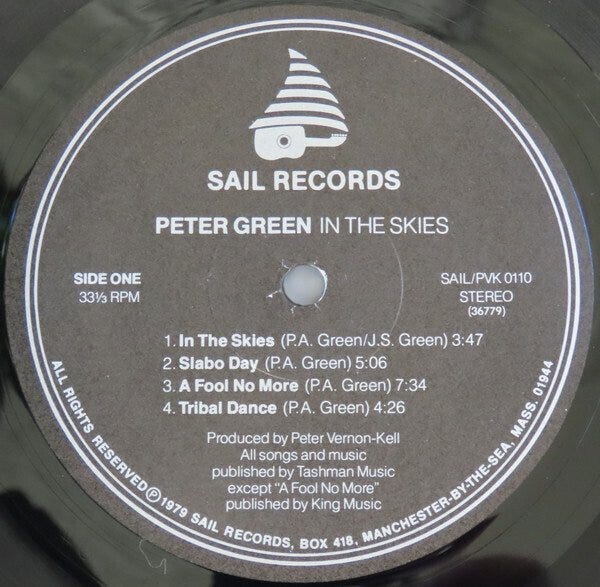 SAIL RECORDS
PETER GREEN IN THE SKIES
SIDE ONE
33⅓ RPM
SAIL/PVK 0110
STEREO
(36779)
1. In The Skies (P.A. Green/J.S. Green) 3:47
2. Slabo Day (P.A. Green) 5:06
3. A Fool No More (P.A. Green) 7:34
4. Tribal Dance (P.A. Green) 4:26
Produced by Peter Vernon-Kell
All songs and music
published by Tashman Music
except "A Fool No More"
published by King Music
ALL RIGHTS RESERVED Ⓟ 1979 SAIL RECORDS, BOX 418, MANCHESTER-BY-THE-SEA, MASS. 01944